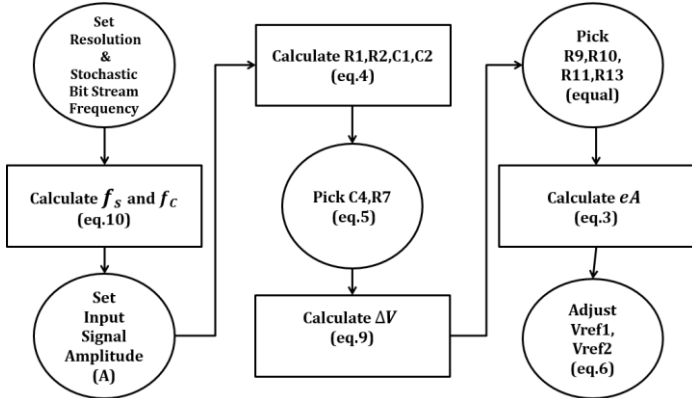 Set
Resolution
&
Stochastic
Bit Stream
Frequency
Calculate fs and fC
(eq.10)
Set
Input
Signal
Amplitude
(A)
Calculate R1,R2,C1,C2
(eq.4)
Pick C4,R7
(eq.5)
Calculate ΔV
(eq.9)
Pick
R9,R10,
R11,R13
(equal)
Calculate eA
(eq.3)
Adjust
Vref1,
Vref2
(eq.6)